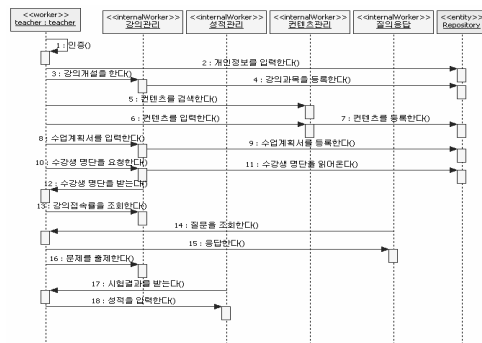 <<worker>>
teacher : teacher
<<internalWorker>>
강의관리
<<internalWorker>>
성적관리
<<internalWorker>>
컨텐츠관리
<<internalWorker>>
질의응답
<<entity>>
Repository
1 : 인증()
2 : 개인정보를 입력한다()
3 : 강의개설을 한다()
4 : 강의과목을 등록한다()
5 : 컨텐츠를 검색한다()
6 : 컨텐츠를 입력한다()
7 : 컨텐츠를 등록한다()
8 : 수업계획서를 입력한다()
9 : 수업계획서를 등록한다()
10 : 수강생 명단을 요청한다()
11 : 수강생 명단을 읽어온다()
12 : 수강생 명단을 받는다()
13 : 강의접속률을 조회한다()
14 : 질문을 조회한다()
15 : 응답한다()
16 : 문제를 출제한다()
17 : 시험결과를 받는다()
18 : 성적을 입력한다()